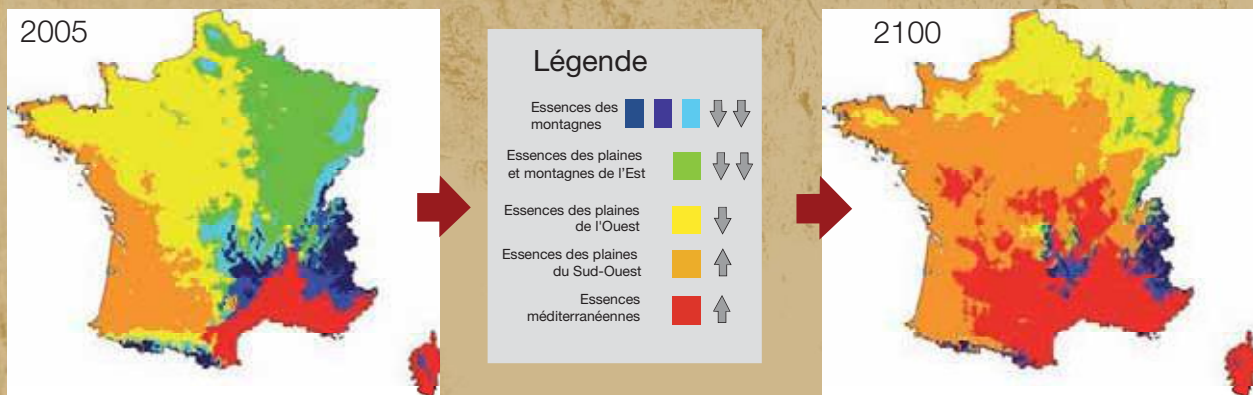 2005
Légende
Essences des
montagnes
Essences des plaines
et montagnes de l'Est
Essences des plaines
de l'Ouest
Essences des plaines
du Sud-Ouest
Essences
méditerranéennes
2100